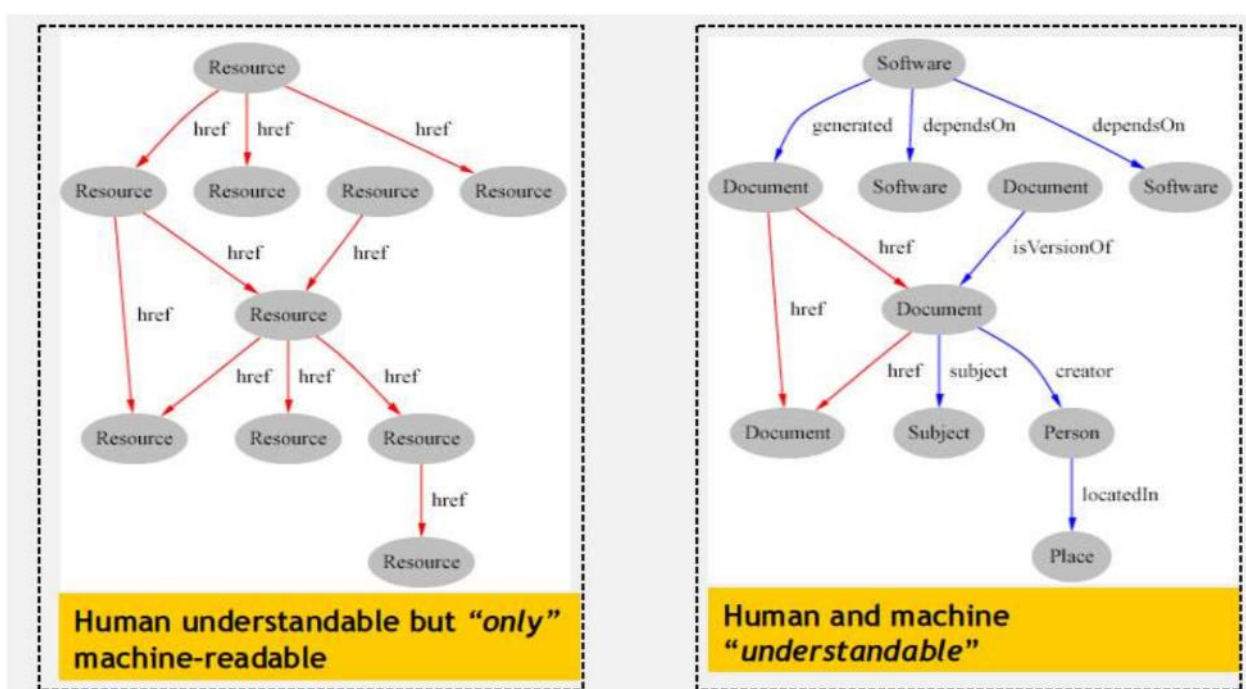 Resource
href href href
Resource Resource Resource Resource
href href
href
Resource
href href href
Resource Resource Resource
href
Resource
Human understandable but “only”
machine-readable
Software
generated dependsOn dependsOn
Document Software Document Software
href isVersionOf
href
Document
href subject creator
Document Subject Person
locatedIn
Place
Human and machine
“understandable”